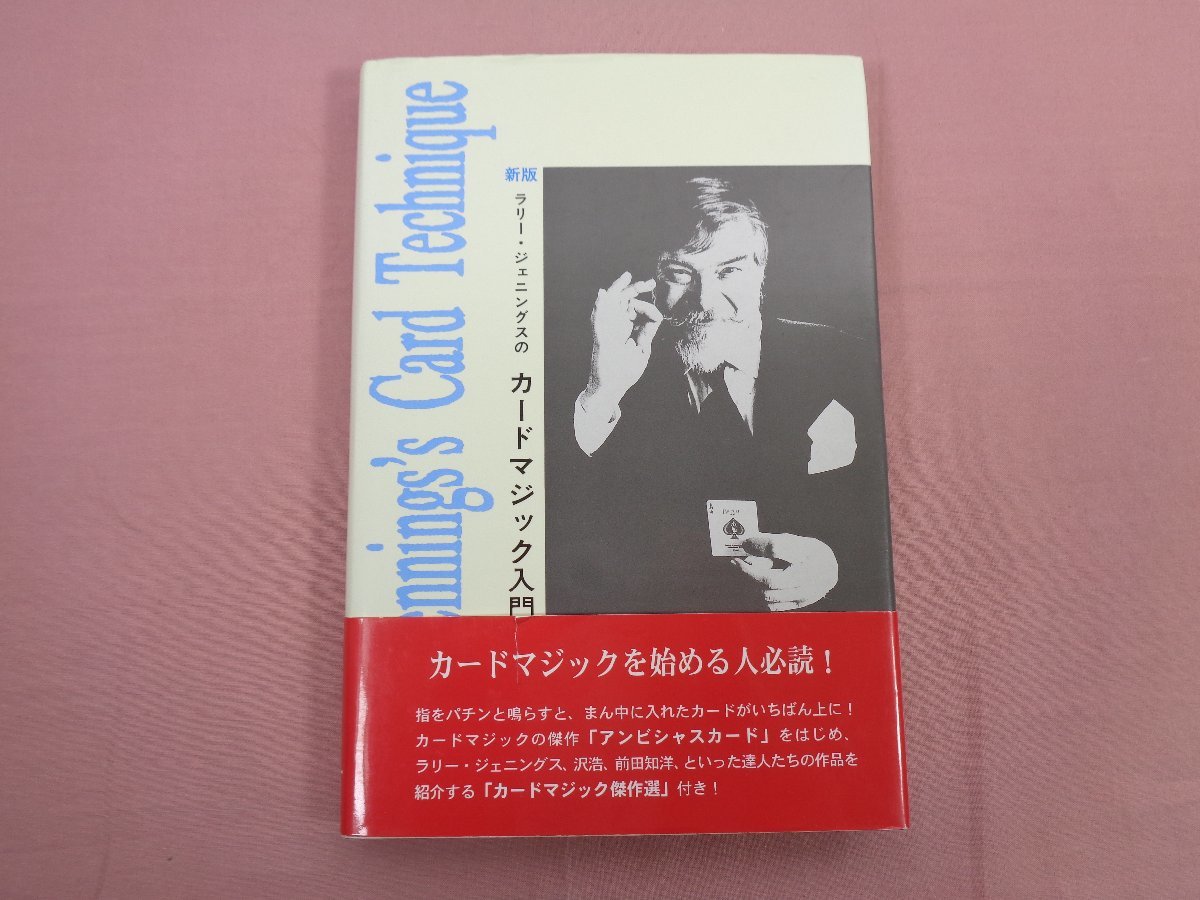 ennings's Card Technique
新版
ラリー・ジェニングスの
カードマジック入門
カードマジックを始める人必読！
指をパチンと鳴らすと、まん中に入れたカードがいちばん上に！
カードマジックの傑作「アンビシャスカード」をはじめ、
ラリー・ジェニングス、沢浩、前田知洋、といった達人たちの作品を
紹介する「カードマジック傑作選」付き！